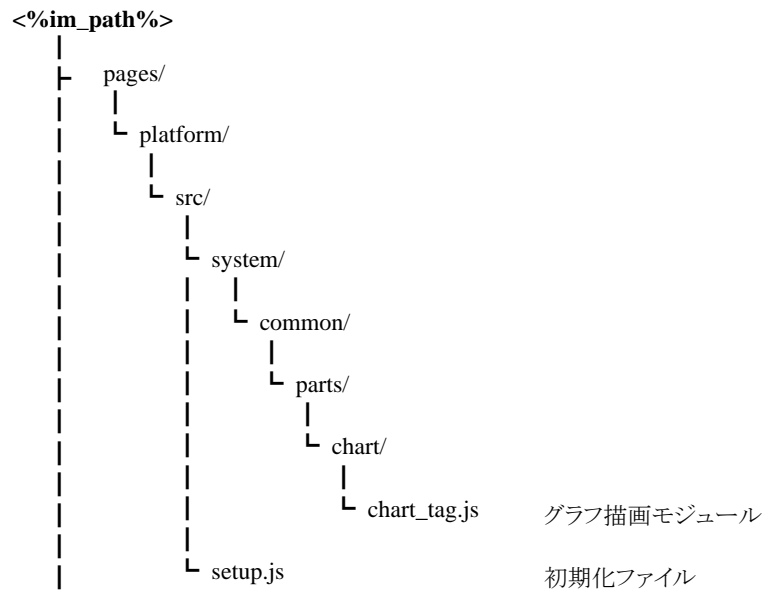 <%im_path%>
pages/
platform/
src/
system/
common/
parts/
chart/
chart_tag.js グラフ描画モジュール
setup.js 初期化ファイル